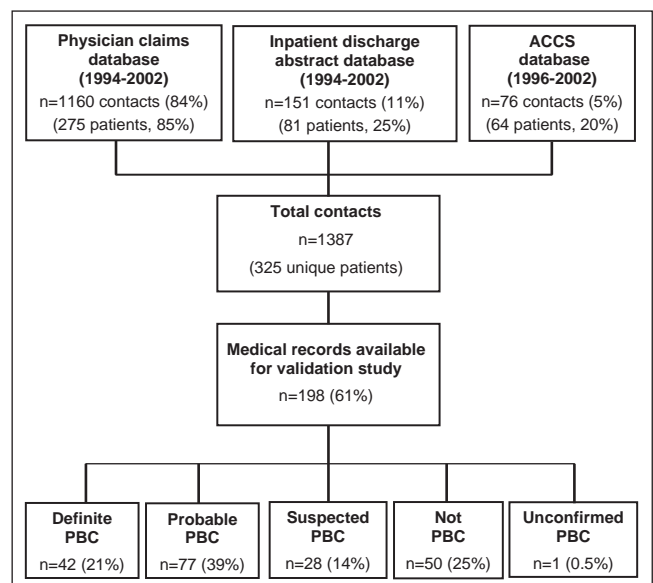 Physician claims
database
(1994-2002)
n=1160 contacts (84%)
(275 patients, 85%)
Inpatient discharge
abstract database
(1994-2002)
n=151 contacts (11%)
(81 patients, 25%)
ACCS
database
(1996-2002)
n=76 contacts (5%)
(64 patients, 20%)
Total contacts
n=1387
(325 unique patients)
Medical records available
for validation study
n=198 (61%)
Definite
PBC
n=42 (21%)
Probable
PBC
n=77 (39%)
Suspected
PBC
n=28 (14%)
Not
PBC
n=50 (25%)
Unconfirmed
PBC
n=1 (0.5%)